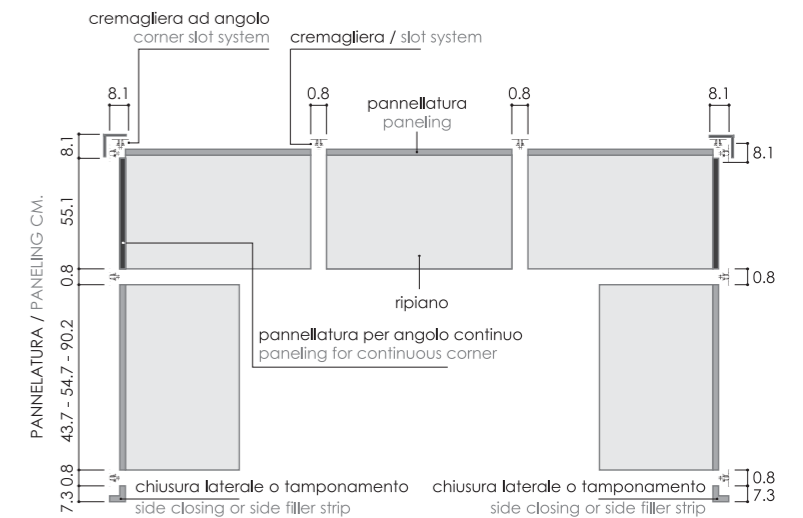 cremagliera ad angolo
corner slot system
cremagliera / slot system
8.1
0.8
0.8
8.1
pannellatura
paneling
8.1
8.1
55.1
0.8
0.8
ripiano
pannellatura per angolo continuo
paneling for continuous corner
PANNELATURA / PANELING CM.
43.7 - 54.7 - 90.2
0.8
0.8
7.3
7.3
chiusura laterale o tamponamento
side closing or side filler strip
chiusura laterale o tamponamento
side closing or side filler strip